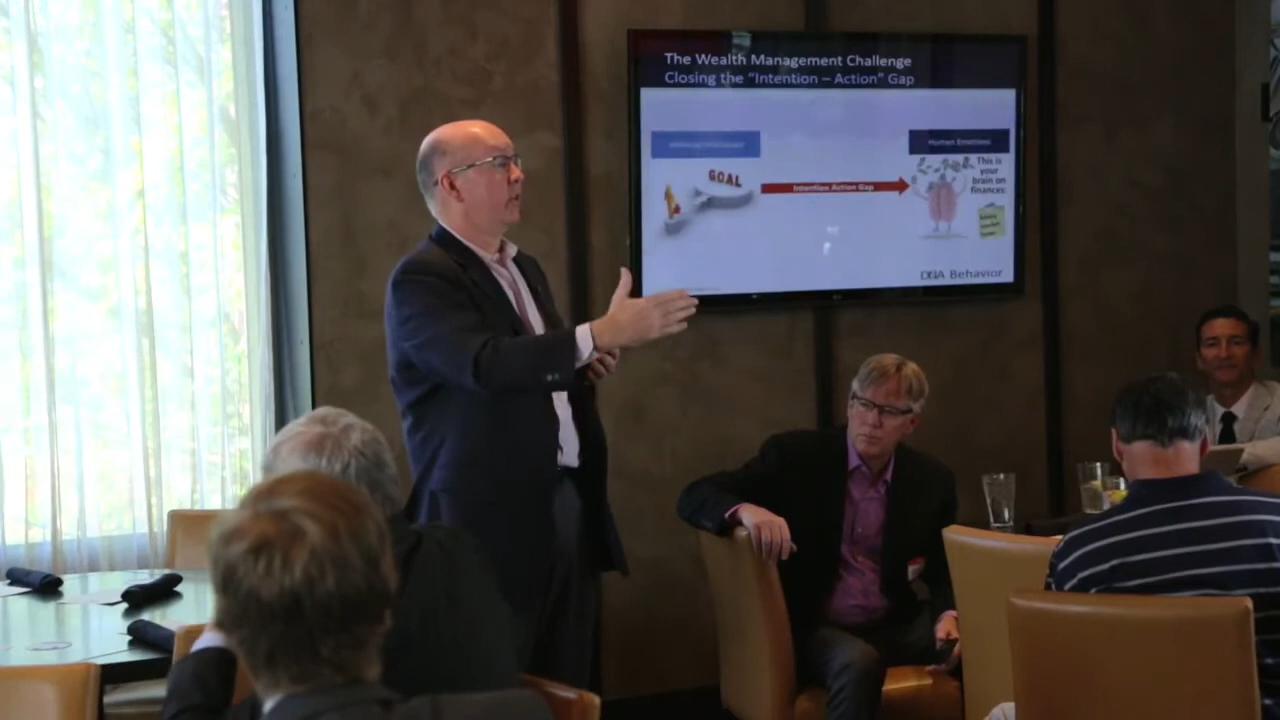 The Wealth Management Challenge
Closing the “Intention – Action” Gap
Human Emotions
GOAL
Intention Action Gap
This is
your
brain on
finances:
DNA Behavior